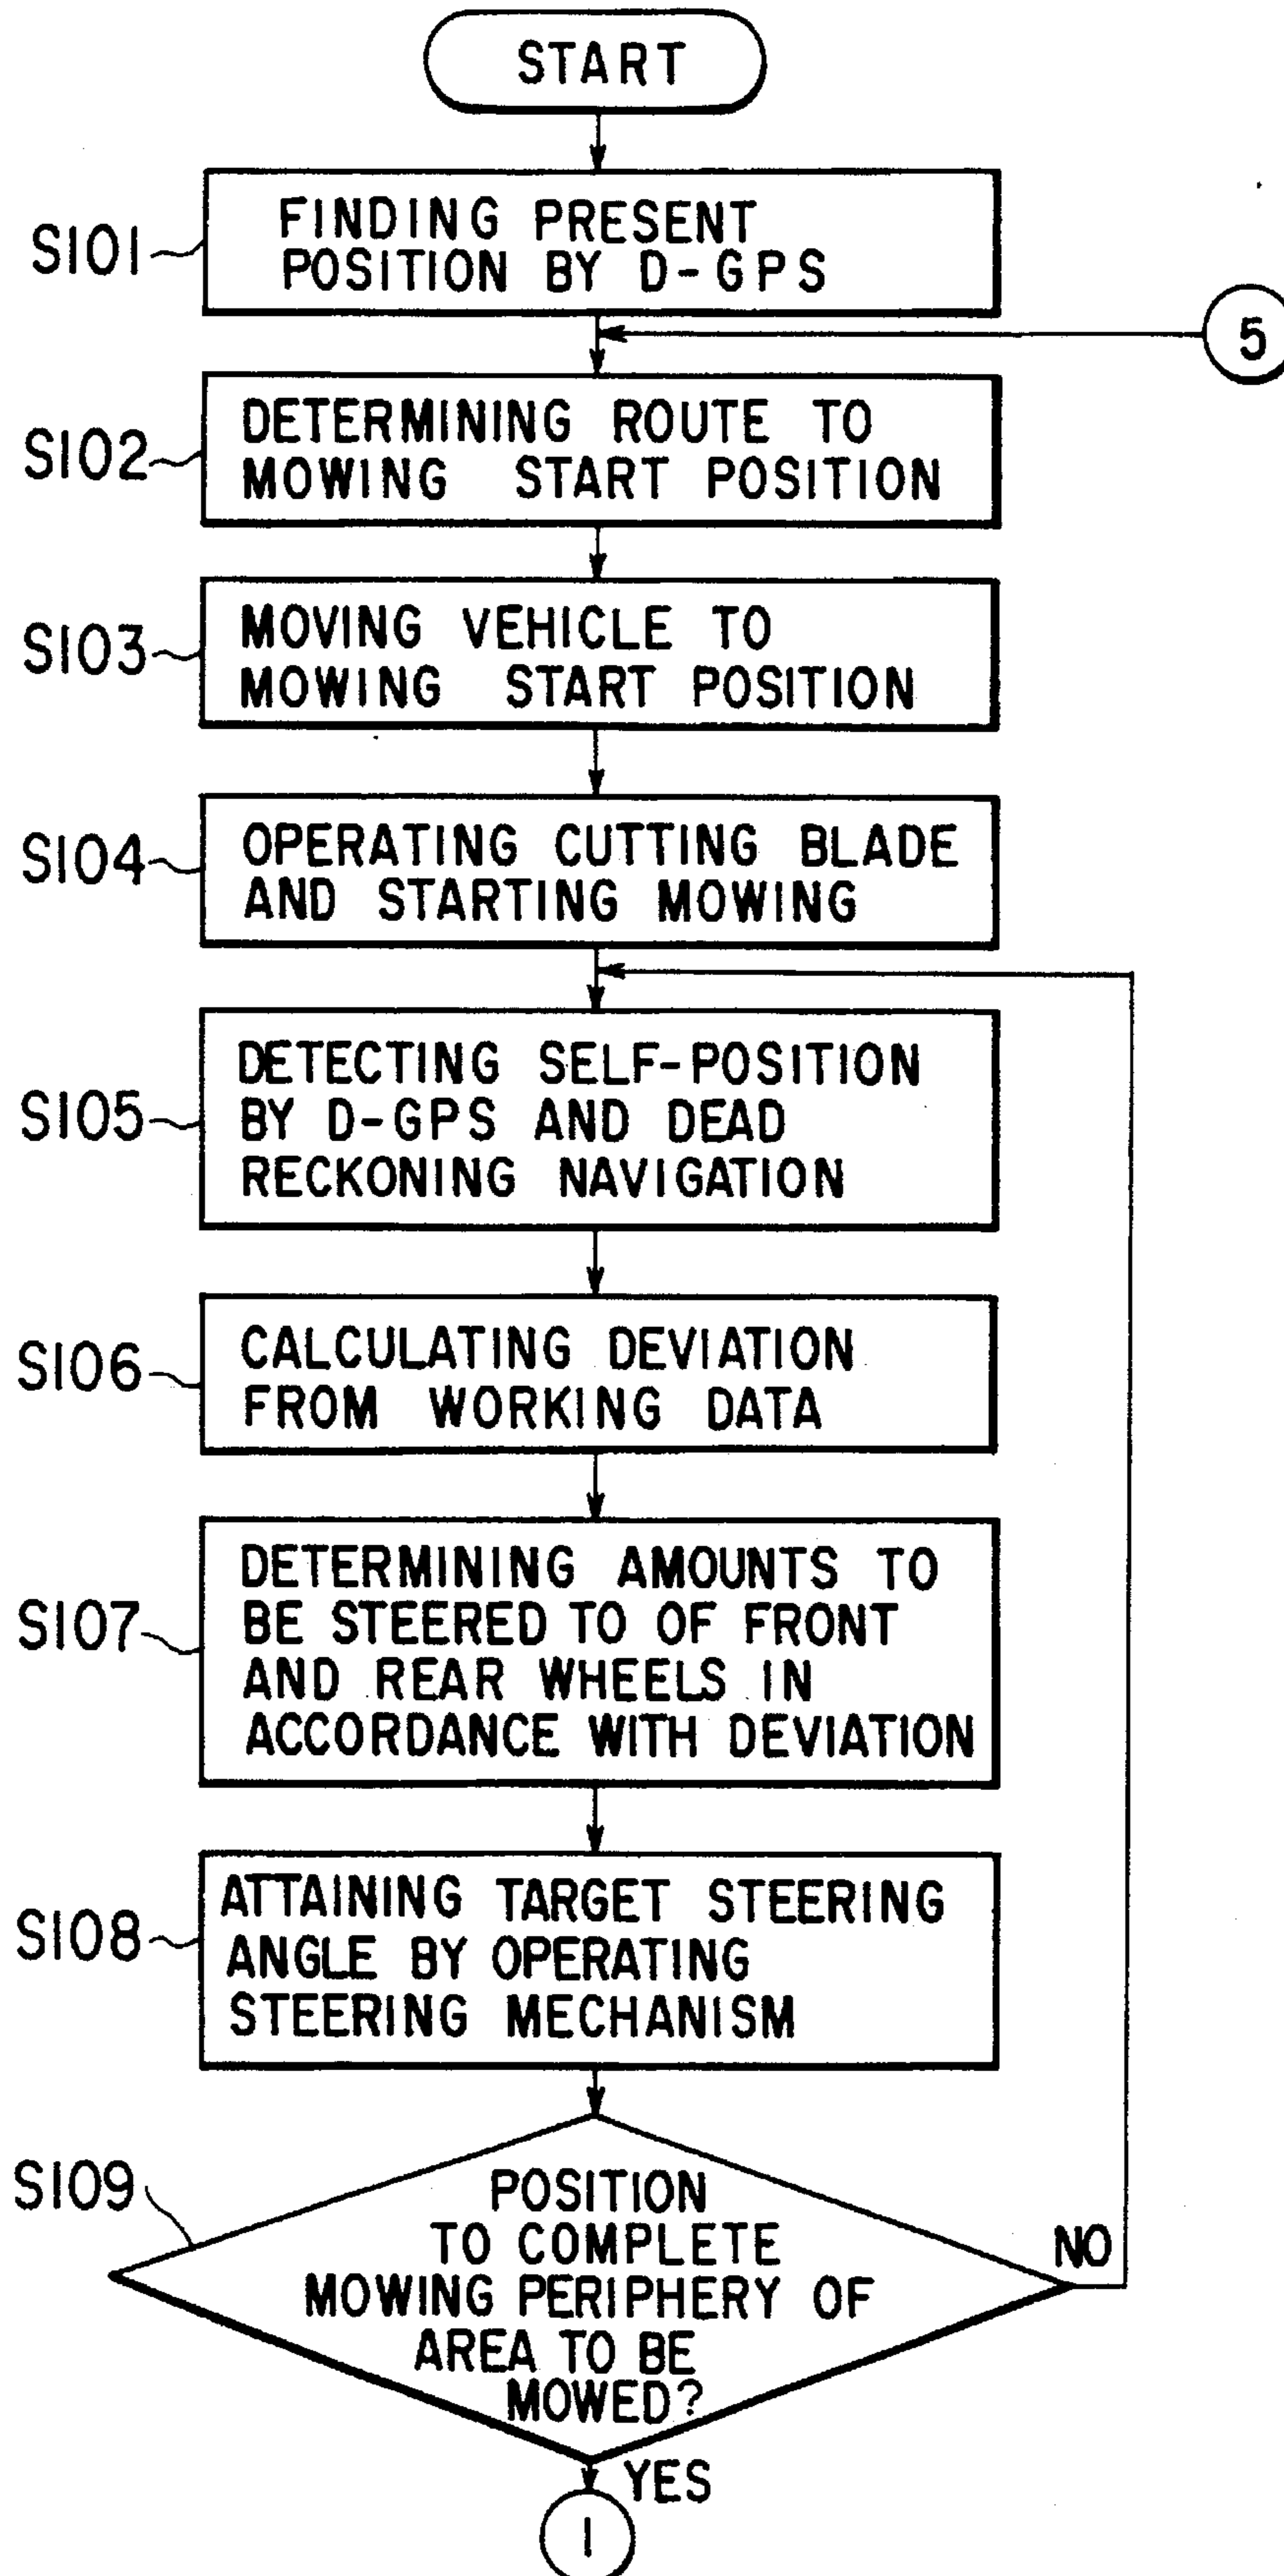 START
S101
FINDING PRESENT
POSITION BY D-GPS
5
S102
DETERMINING ROUTE TO
MOWING START POSITION
S103
MOVING VEHICLE TO
MOWING START POSITION
S104
OPERATING CUTTING BLADE
AND STARTING MOWING
S105
DETECTING SELF-POSITION
BY D-GPS AND DEAD
RECKONING NAVIGATION
S106
CALCULATING DEVIATION
FROM WORKING DATA
S107
DETERMINING AMOUNTS TO
BE STEERED TO OF FRONT
AND REAR WHEELS IN
ACCORDANCE WITH DEVIATION
S108
ATTAINING TARGET STEERING
ANGLE BY OPERATING
STEERING MECHANISM
S109
POSITION
TO COMPLETE
MOWING PERIPHERY OF
AREA TO BE
MOWED?
NO
YES
1